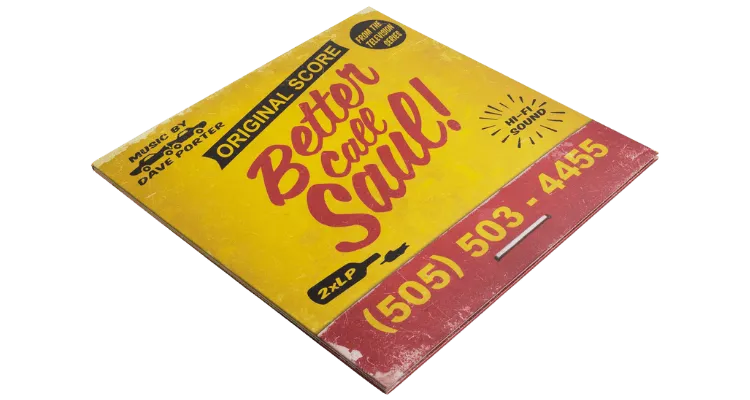 MUSIC BY
DAVE PORTER
ORIGINAL SCORE
FROM THE
TELEVISION
SERIES
Better
Call
Saul!
HI-FI
SOUND
2xLP
(505) 503 - 4455